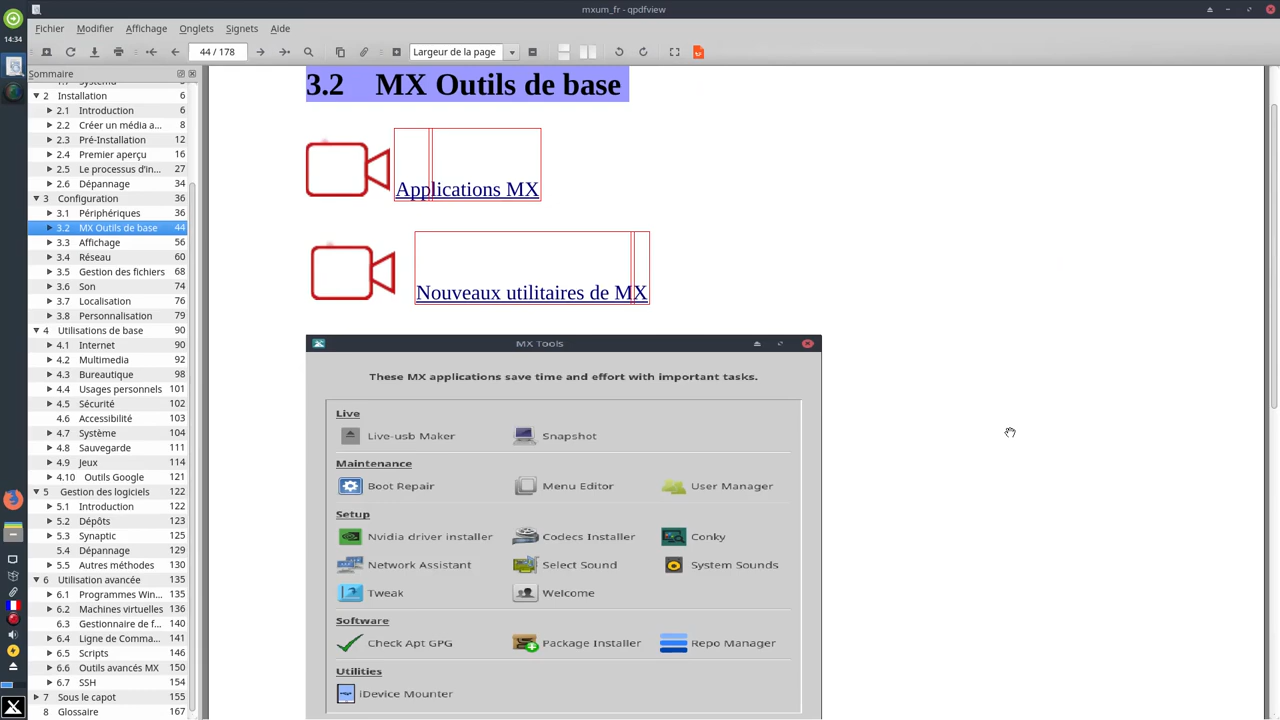 mxum_fr - qpdfview
14:34
Fichier Modifier Affichage Onglets Signets Aide
44 / 178 Largeur de la page
Sommaire
2 Installation 6
2.1 Introduction 6
2.2 Créer un média a... 8
2.3 Pré-Installation 12
2.4 Premier aperçu 16
2.5 Le processus d'in... 27
2.6 Dépannage 34
3 Configuration 36
3.1 Périphériques 36
3.2 MX Outils de base 44
3.3 Affichage 56
3.4 Réseau 60
3.5 Gestion des fichiers 68
3.6 Son 74
3.7 Localisation 76
3.8 Personnalisation 79
4 Utilisations de base 90
4.1 Internet 90
4.2 Multimedia 92
4.3 Bureautique 94
4.4 Usages personnels 101
4.5 Sécurité 102
4.6 Accessibilité 103
4.7 Système 104
4.8 Sauvegarde 111
4.9 Jeux 114
4.10 Outils Google 121
5 Gestion des logiciels 122
5.1 Introduction 122
5.2 Dépôts 123
5.3 Synaptic 125
5.4 Dépannage 129
5.5 Autres méthodes 130
6 Utilisation avancée 135
6.1 Programmes Win... 135
6.2 Machines virtuelles 136
6.3 Gestionnaire de f... 140
6.4 Ligne de Comma... 141
6.5 Scripts 146
6.6 Outils avancés MX 150
6.7 SSH 154
7 Sous le capot 155
8 Glossaire 167
3.2 MX Outils de base
Applications MX
Nouveaux utilitaires de MX
MX Tools
These MX applications save time and effort with important tasks.
Live
Live-usb Maker Snapshot
Maintenance
Boot Repair Menu Editor User Manager
Setup
Nvidia driver installer Codecs Installer Conky
Network Assistant Select Sound System Sounds
Tweak Welcome
Software
Check Apt GPG Package Installer Repo Manager
Utilities
iDevice Mounter